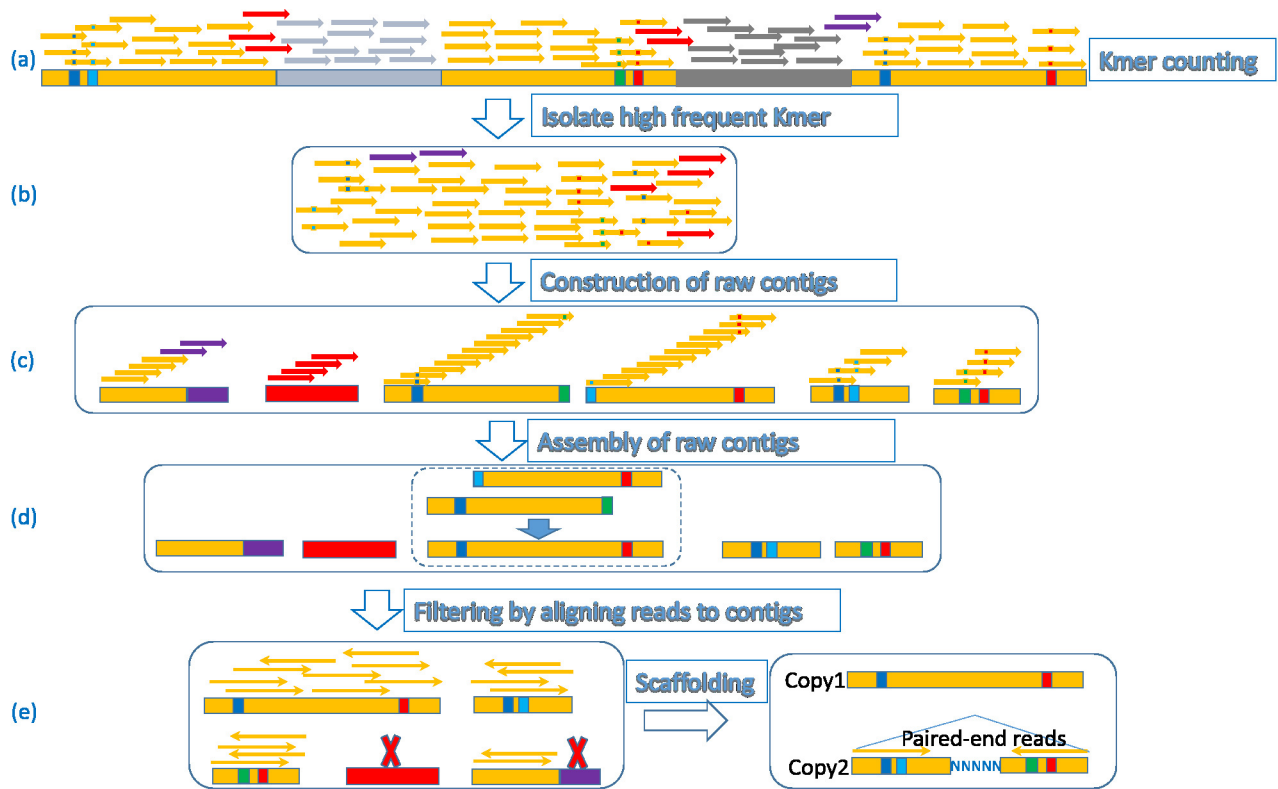 (a)
Kmer counting
Isolate high frequent Kmer
(b)
Construction of raw contigs
(c)
Assembly of raw contigs
(d)
Filtering by aligning reads to contigs
(e)
Scaffolding
Copy1
Paired-end reads
Copy2
NNNNN